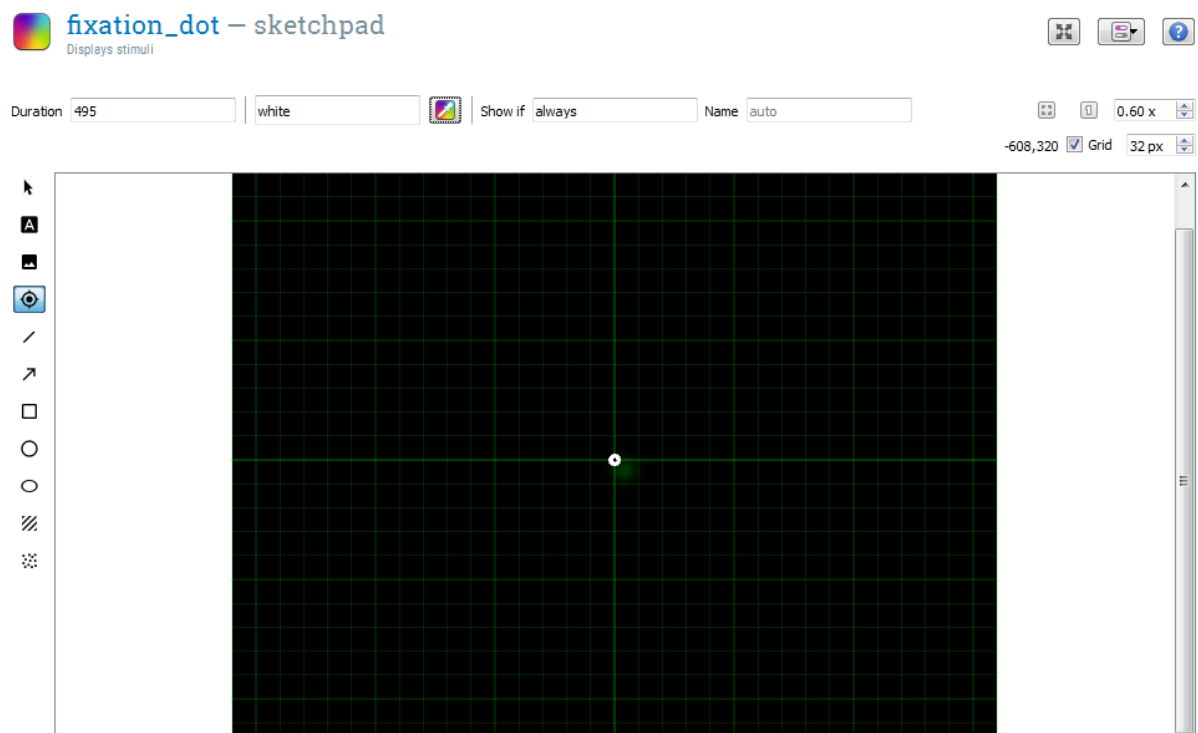 fixation_dot — sketchpad
Displays stimuli
Duration 495 white Show if always Name auto 0.60 x
-608,320 Grid 32 px
A